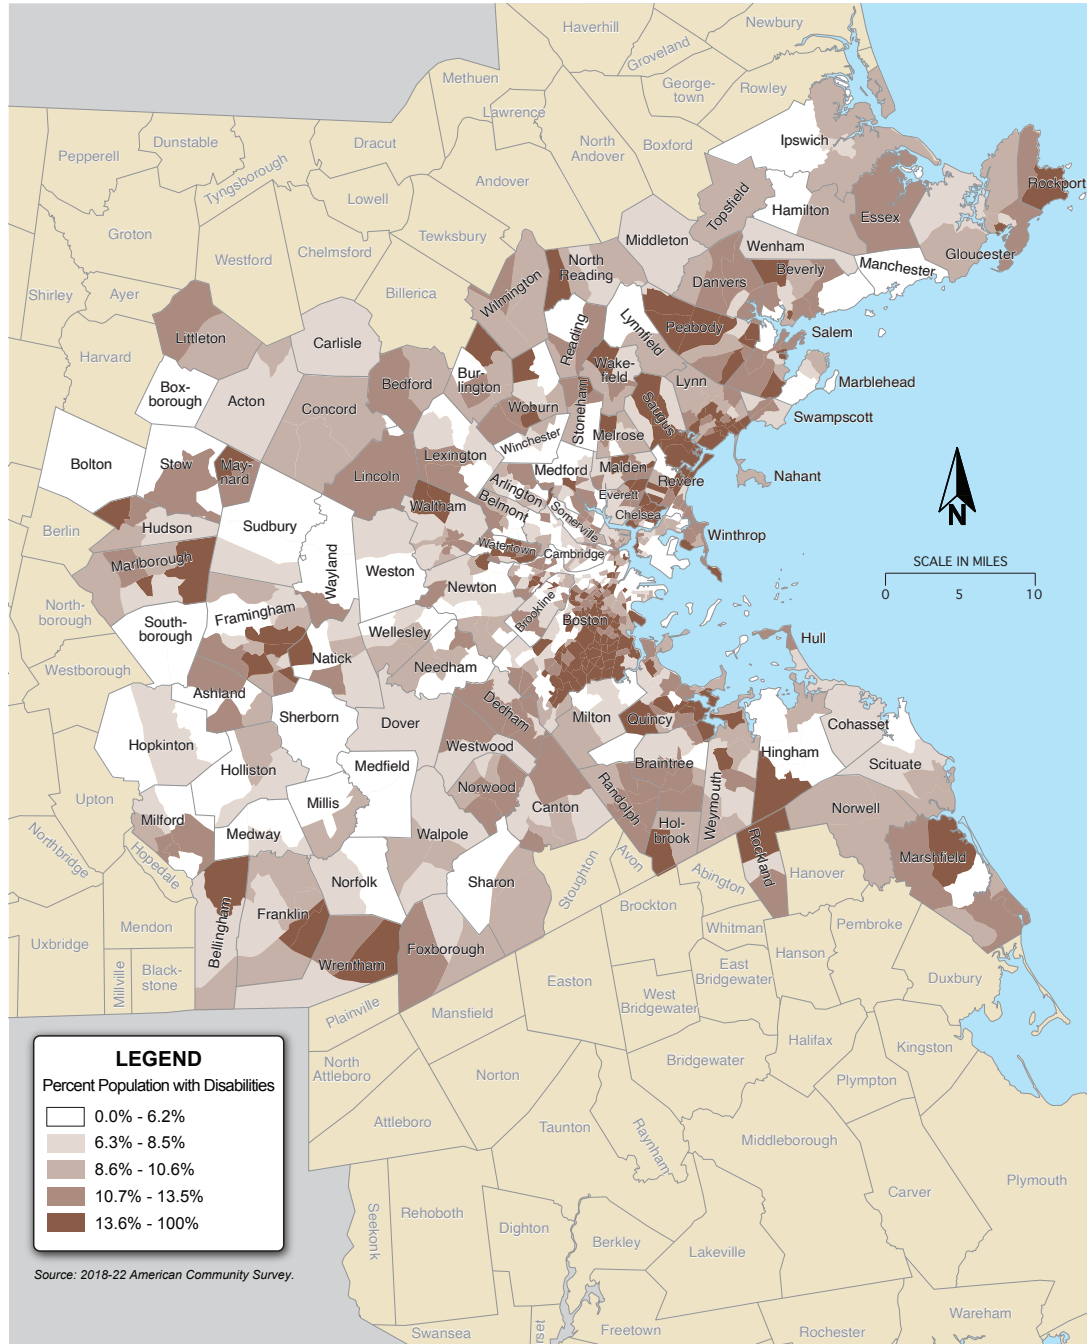 Haverhill
Newbury
Groveland
Methuen
George-
town
Rowley
Lawrence
Dunstable
Dracut
North
Andover
Boxford
Ipswich
Pepperell
Tyngsborough
Andover
Rockport
Lowell
Topsfield
Hamilton
Essex
Groton
Tewksbury
Middleton
Wenham
Gloucester
Westford
Chelmsford
North
Reading
Beverly
Manchester
Shirley
Ayer
Billerica
Wilmington
Danvers
Littleton
Carlisle
Reading
Lynnfield
Peabody
Salem
Harvard
Bur-
lington
Wake-
field
Lynn
Marblehead
Box-
borough
Acton
Concord
Bedford
Woburn
Stoneham
Saugus
Swampscott
Winchester
Melrose
Bolton
Stow
May-
nard
Lincoln
Lexington
Medford
Malden
Revere
Nahant
Arlington
Everett
Waltham
Belmont
Somerville
Chelsea
Berlin
Hudson
Sudbury
Winthrop
N
Marlborough
Wayland
Weston
Watertown
Cambridge
SCALE IN MILES
0
5
10
Newton
North-
borough
Framingham
Brookline
Boston
South-
borough
Wellesley
Hull
Westborough
Natick
Needham
Ashland
Sherborn
Dedham
Milton
Quincy
Dover
Cohasset
Hopkinton
Westwood
Hingham
Scituate
Holliston
Medfield
Braintree
Norwood
Randolph
Weymouth
Upton
Millis
Canton
Norwell
Milford
Medway
Walpole
Hol-
brook
Northbridge
Hopedale
Rockland
Marshfield
Norfolk
Sharon
Stoughton
Avon
Abington
Hanover
Franklin
Bellingham
Brockton
Mendon
Whitman
Pembroke
Uxbridge
Foxborough
Hanson
Wrentham
Millville
Black-
stone
Easton
East
Bridgewater
Duxbury
West
Bridgewater
Plainville
Mansfield
Halifax
Kingston
LEGEND
Percent Population with Disabilities
0.0% - 6.2%
6.3% - 8.5%
8.6% - 10.6%
10.7% - 13.5%
13.6% - 100%
North
Attleboro
Norton
Bridgewater
Plympton
Attleboro
Taunton
Raynham
Middleborough
Plymouth
Carver
Seekonk
Rehoboth
Dighton
Berkley
Lakeville
Source: 2018-22 American Community Survey.
Wareham
Swansea
rset
Freetown
Rochester